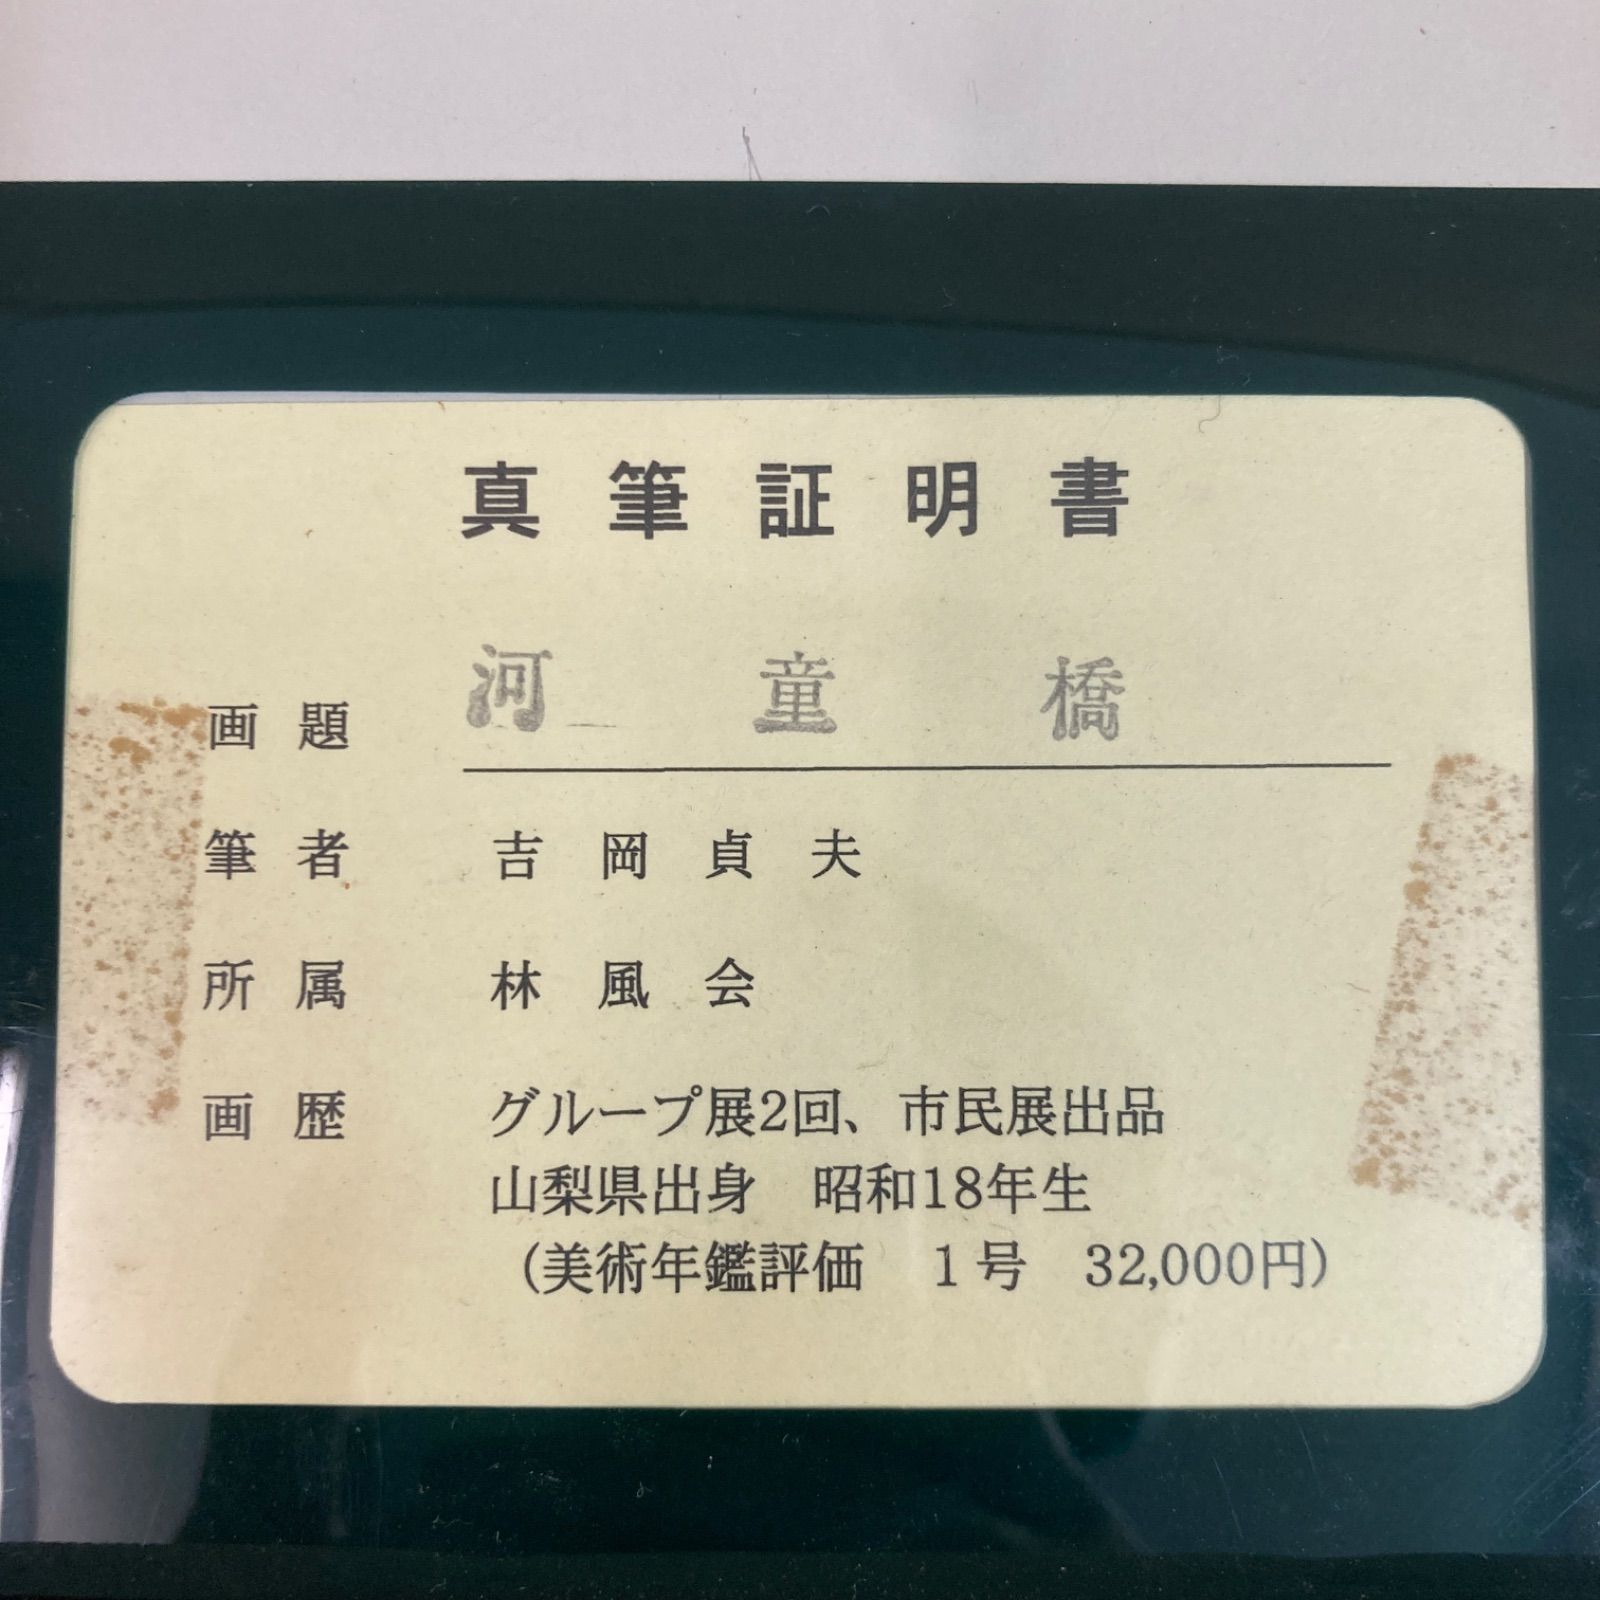 真筆証明書
画題 河童橋
筆者 吉岡貞夫
所属 林風会
画歴 グループ展2回、市民展出品
山梨県出身 昭和18年生
(美術年鑑評価 1号 32,000円)